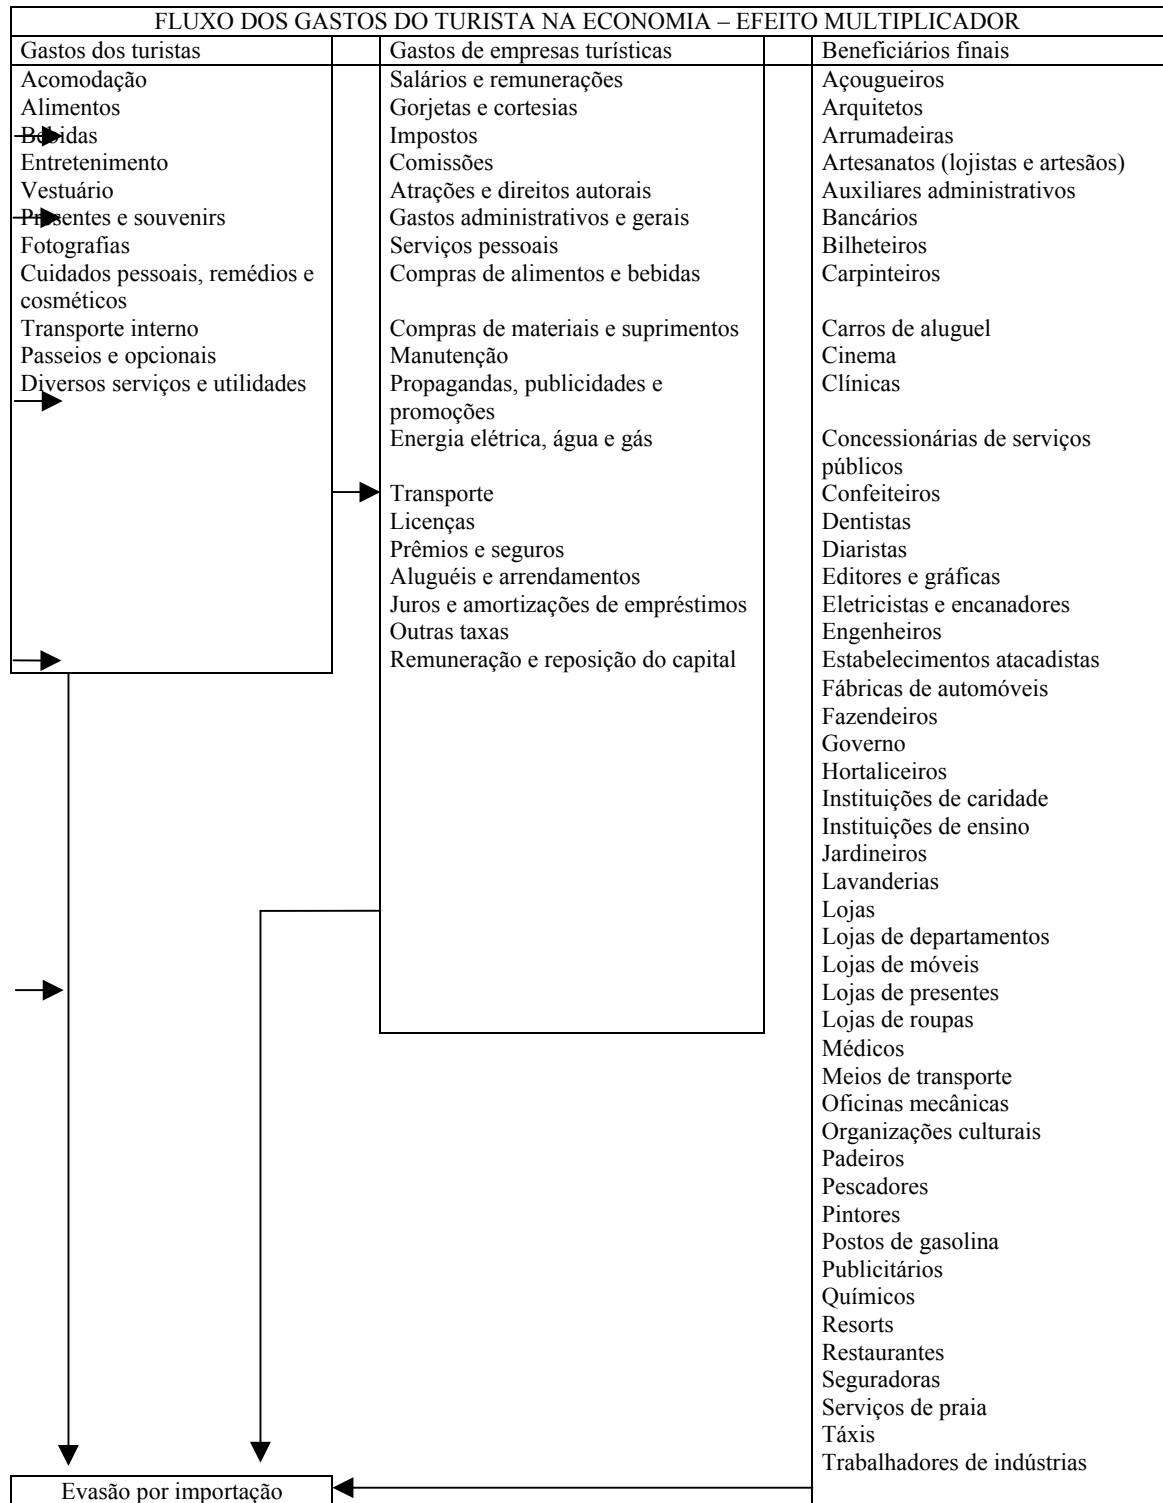 FLUXO DOS GASTOS DO TURISTA NA ECONOMIA – EFEITO MULTIPLICADOR
Gastos dos turistas
Acomodação
Alimentos
Bebidas
Entretenimento
Vestuário
Presentes e souvenirs
Fotografias
Cuidados pessoais, remédios e
cosméticos
Transporte interno
Passeios e opcionais
Diversos serviços e utilidades
Gastos de empresas turísticas
Salários e remunerações
Gorjetas e cortesias
Impostos
Comissões
Atrações e direitos autorais
Gastos administrativos e gerais
Serviços pessoais
Compras de alimentos e bebidas
Compras de materiais e suprimentos
Manutenção
Propagandas, publicidades e
promoções
Energia elétrica, água e gás
Transporte
Licenças
Prêmios e seguros
Aluguéis e arrendamentos
Juros e amortizações de empréstimos
Outras taxas
Remuneração e reposição do capital
Beneficiários finais
Açougueiros
Arquitetos
Arrumadeiras
Artesanatos (lojistas e artesãos)
Auxiliares administrativos
Bancários
Bilheteiros
Carpinteiros
Carros de aluguel
Cinema
Clínicas
Concessionárias de serviços
públicos
Confeiteiros
Dentistas
Diaristas
Editores e gráficas
Eletricistas e encanadores
Engenheiros
Estabelecimentos atacadistas
Fábricas de automóveis
Fazendeiros
Governo
Hortaliceiros
Instituições de caridade
Instituições de ensino
Jardineiros
Lavanderias
Lojas
Lojas de departamentos
Lojas de móveis
Lojas de presentes
Lojas de roupas
Médicos
Meios de transporte
Oficinas mecânicas
Organizações culturais
Padeiros
Pescadores
Pintores
Postos de gasolina
Publicitários
Químicos
Resorts
Restaurantes
Seguradoras
Serviços de praia
Táxis
Trabalhadores de indústrias
Evasão por importação